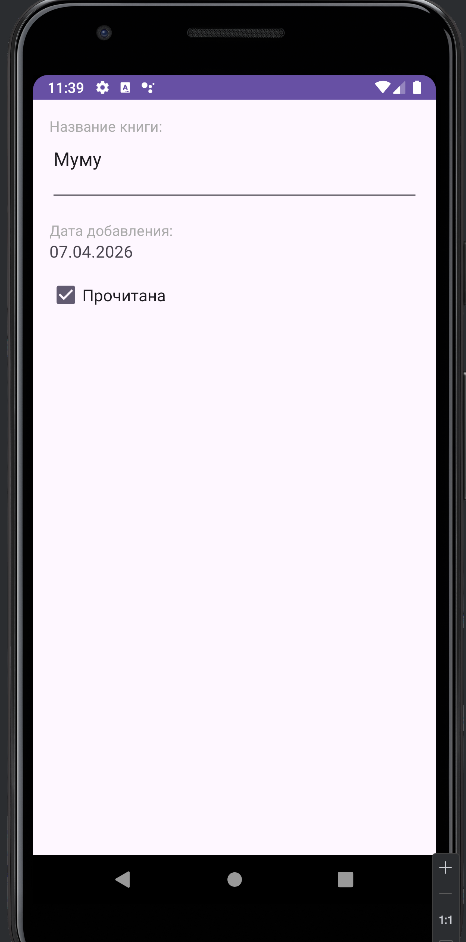 11:39
Название книги:
Муму
Дата добавления:
07.04.2026
Прочитана
1:1